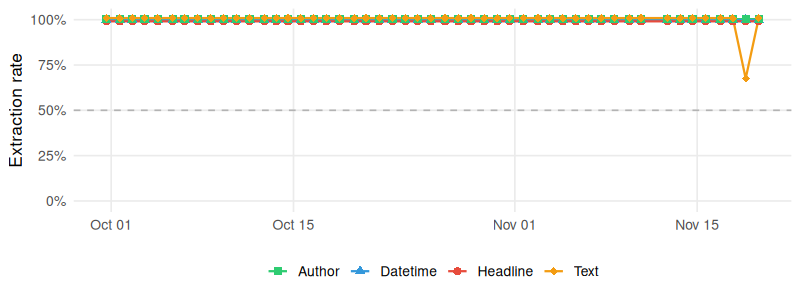 Extraction rate
100%
75%
50%
25%
0%
Oct 01 Oct 15 Nov 01 Nov 15
Author Datetime Headline Text